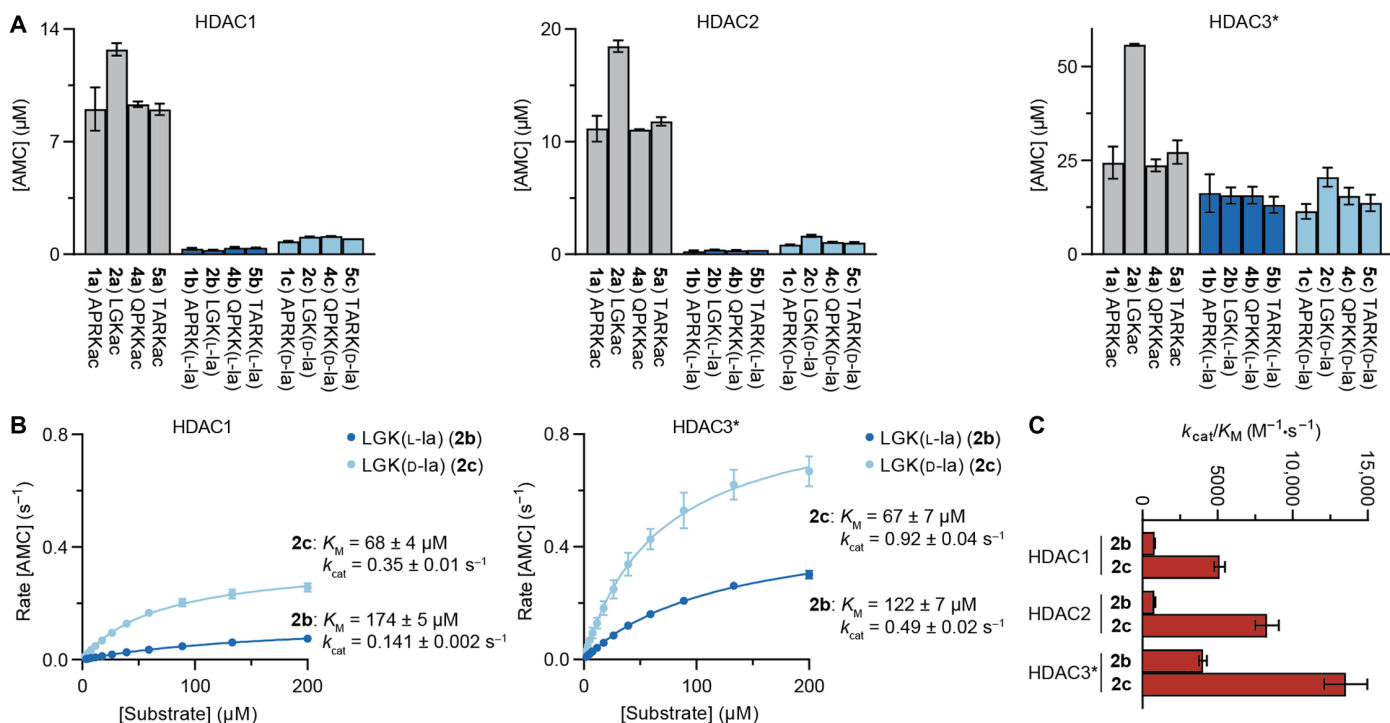 A
HDAC1
[AMC] (µM)
14
7
0
1a) APRKac
2a) LGKac
4a) QPKKac
5a) TARKac
1b) APRK(L-la)
2b) LGK(L-la)
4b) QPKK(L-la)
5b) TARK(L-la)
1c) APRK(D-la)
2c) LGK(D-la)
4c) QPKK(D-la)
5c) TARK(D-la)
HDAC2
[AMC] (µM)
20
10
0
1a) APRKac
2a) LGKac
4a) QPKKac
5a) TARKac
1b) APRK(L-la)
2b) LGK(L-la)
4b) QPKK(L-la)
5b) TARK(L-la)
1c) APRK(D-la)
2c) LGK(D-la)
4c) QPKK(D-la)
5c) TARK(D-la)
HDAC3*
[AMC] (µM)
50
25
0
1a) APRKac
2a) LGKac
4a) QPKKac
5a) TARKac
1b) APRK(L-la)
2b) LGK(L-la)
4b) QPKK(L-la)
5b) TARK(L-la)
1c) APRK(D-la)
2c) LGK(D-la)
4c) QPKK(D-la)
5c) TARK(D-la)
B
HDAC1
Rate [AMC] (s⁻¹)
0.8
0.4
0.0
0 100 200
[Substrate] (µM)
LGK(L-la) (2b)
LGK(D-la) (2c)
2c: KM = 68 ± 4 µM
kcat = 0.35 ± 0.01 s⁻¹
2b: KM = 174 ± 5 µM
kcat = 0.141 ± 0.002 s⁻¹
HDAC3*
Rate [AMC] (s⁻¹)
0.8
0.4
0.0
0 100 200
[Substrate] (µM)
LGK(L-la) (2b)
LGK(D-la) (2c)
2c: KM = 67 ± 7 µM
kcat = 0.92 ± 0.04 s⁻¹
2b: KM = 122 ± 7 µM
kcat = 0.49 ± 0.02 s⁻¹
C
kcat/KM (M⁻¹·s⁻¹)
0
5000
10,000
15,000
HDAC1
2b
2c
HDAC2
2b
2c
HDAC3*
2b
2c